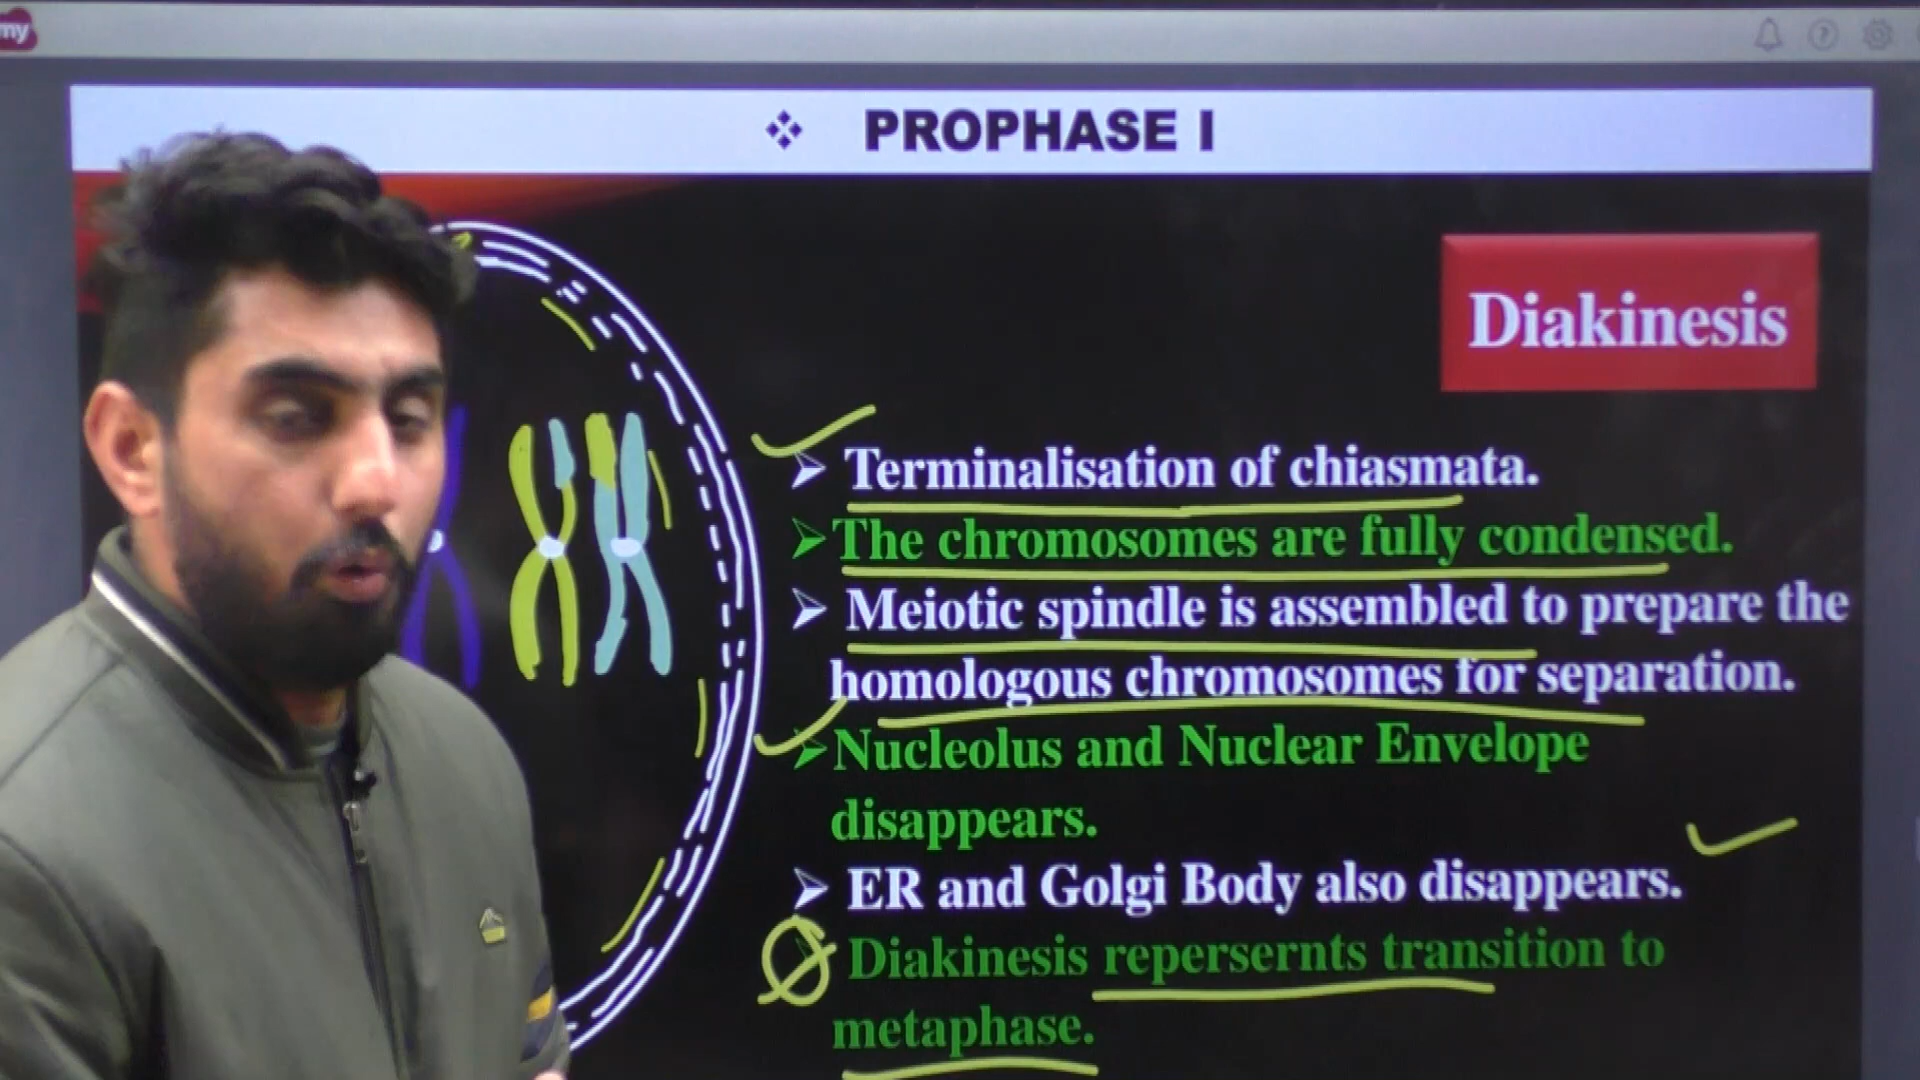 my
❖ PROPHASE I
Diakinesis
➢ Terminalisation of chiasmata.
➢ The chromosomes are fully condensed.
➢ Meiotic spindle is assembled to prepare the
homologous chromosomes for separation.
➢ Nucleolus and Nuclear Envelope
disappears.
➢ ER and Golgi Body also disappears.
➢ Diakinesis repersernts transition to
metaphase.